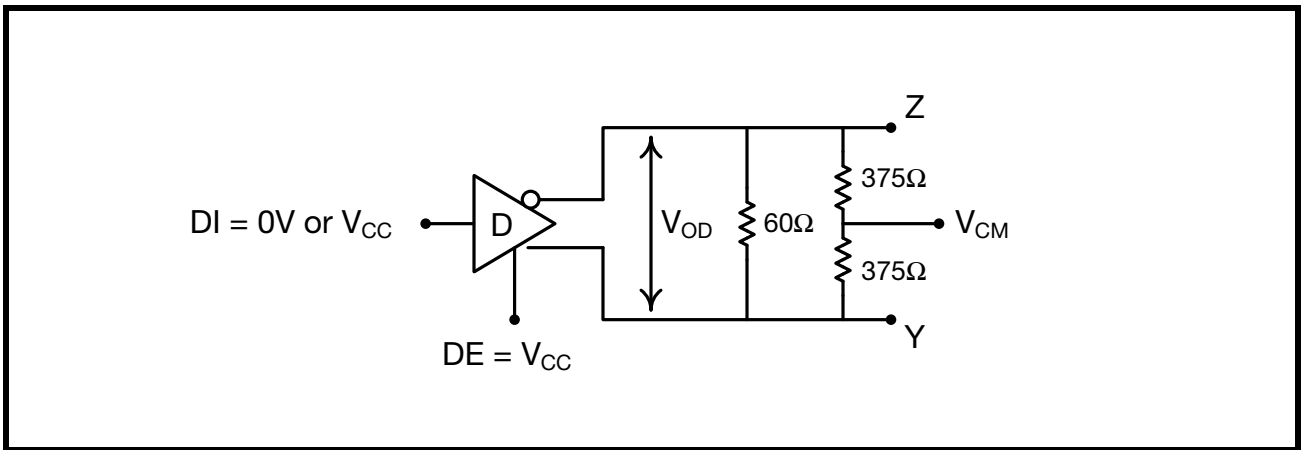 Z
375Ω
DI = 0V or VCC
D
VOD
60Ω
VCM
375Ω
Y
DE = VCC